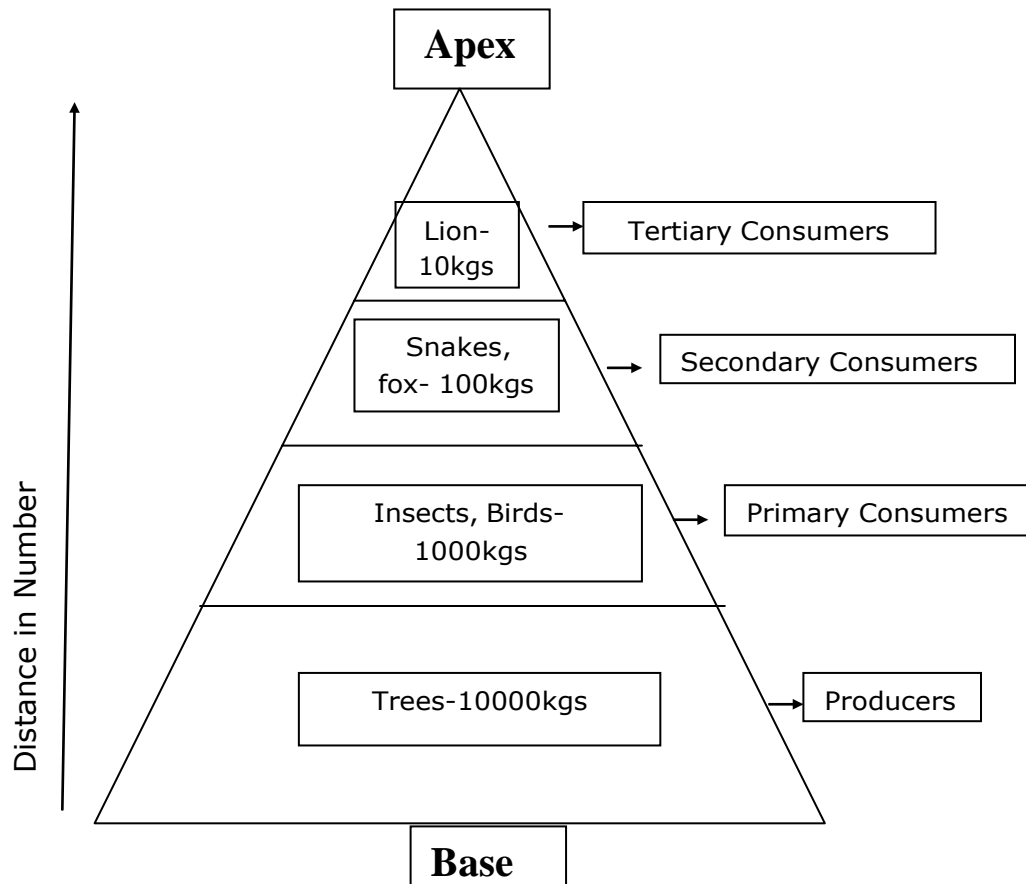 Apex
Lion-
10kgs
Tertiary Consumers
Snakes,
fox- 100kgs
Secondary Consumers
Insects, Birds-
1000kgs
Primary Consumers
Trees-10000kgs
Producers
Base
Distance in Number